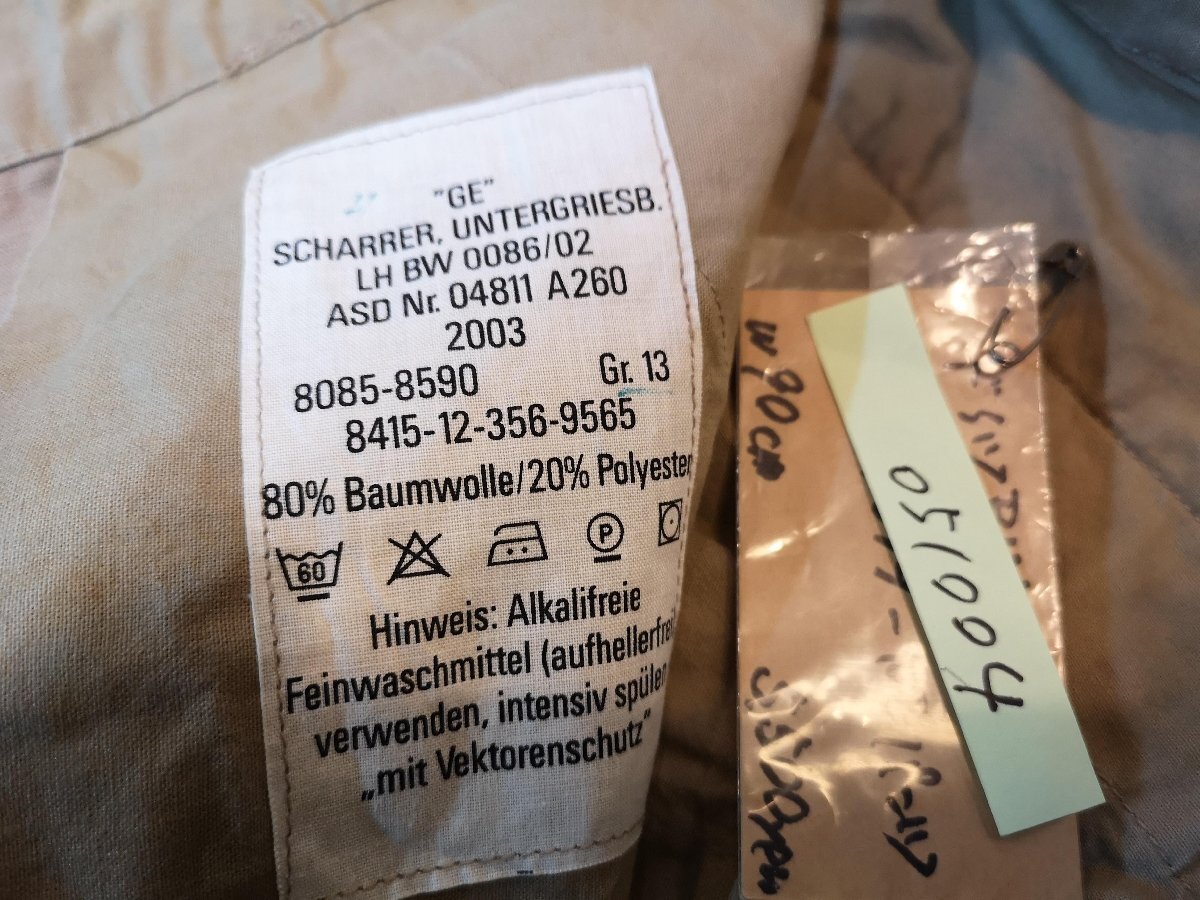 "GE"
SCHARRER, UNTERGRIESB.
LH BW 0086/02
ASD Nr. 04811 A260
2003
8085-8590 Gr. 13
8415-12-356-9565
80% Baumwolle/20% Polyester
60 P
Hinweis: Alkalifreie
Feinwaschmittel (aufhellerfrei
verwenden, intensiv spülen
„mit Vektorenschutz"
W,90cm